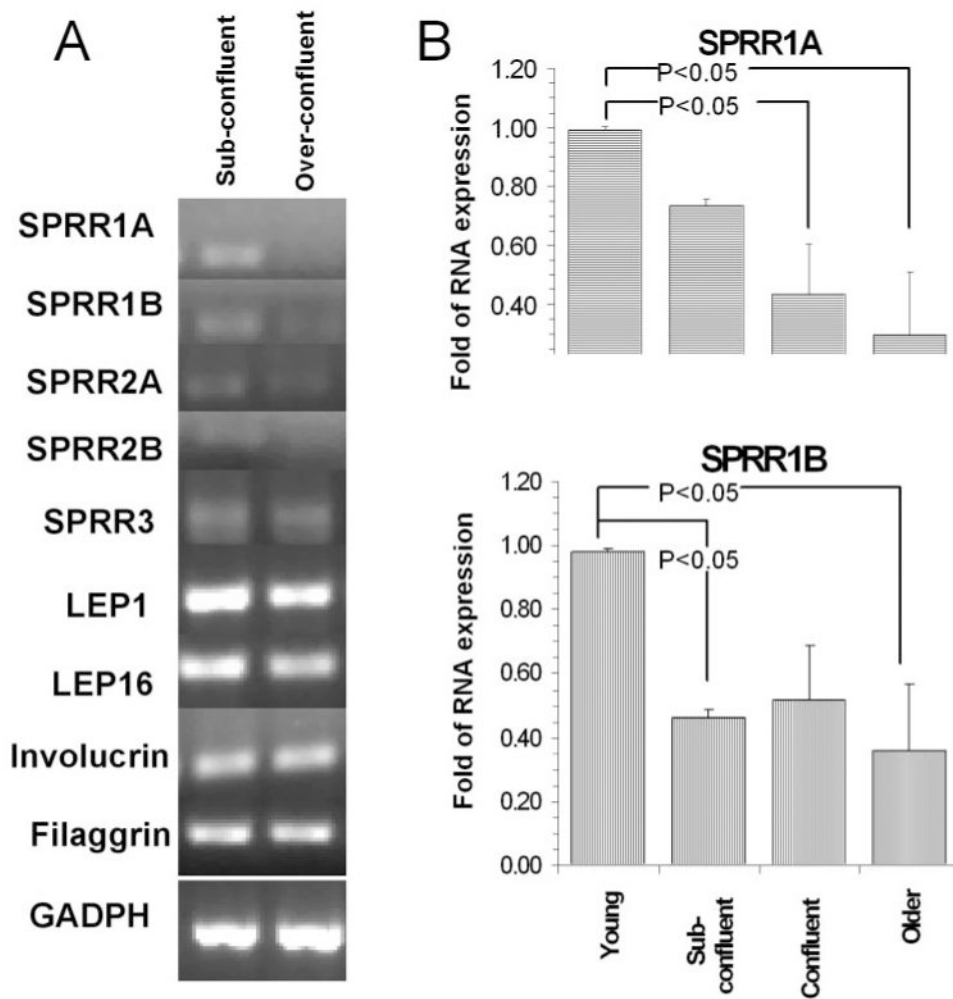 A
Sub-confluent
Over-confluent
SPRR1A
SPRR1B
SPRR2A
SPRR2B
SPRR3
LEP1
LEP16
Involucrin
Filaggrin
GADPH
B
SPRR1A
P<0.05
P<0.05
Fold of RNA expression
1.20
1.00
0.80
0.60
0.40
SPRR1B
P<0.05
P<0.05
Fold of RNA expression
1.20
1.00
0.80
0.60
0.40
0.20
0.00
Young
Sub-
confluent
Confluent
Older